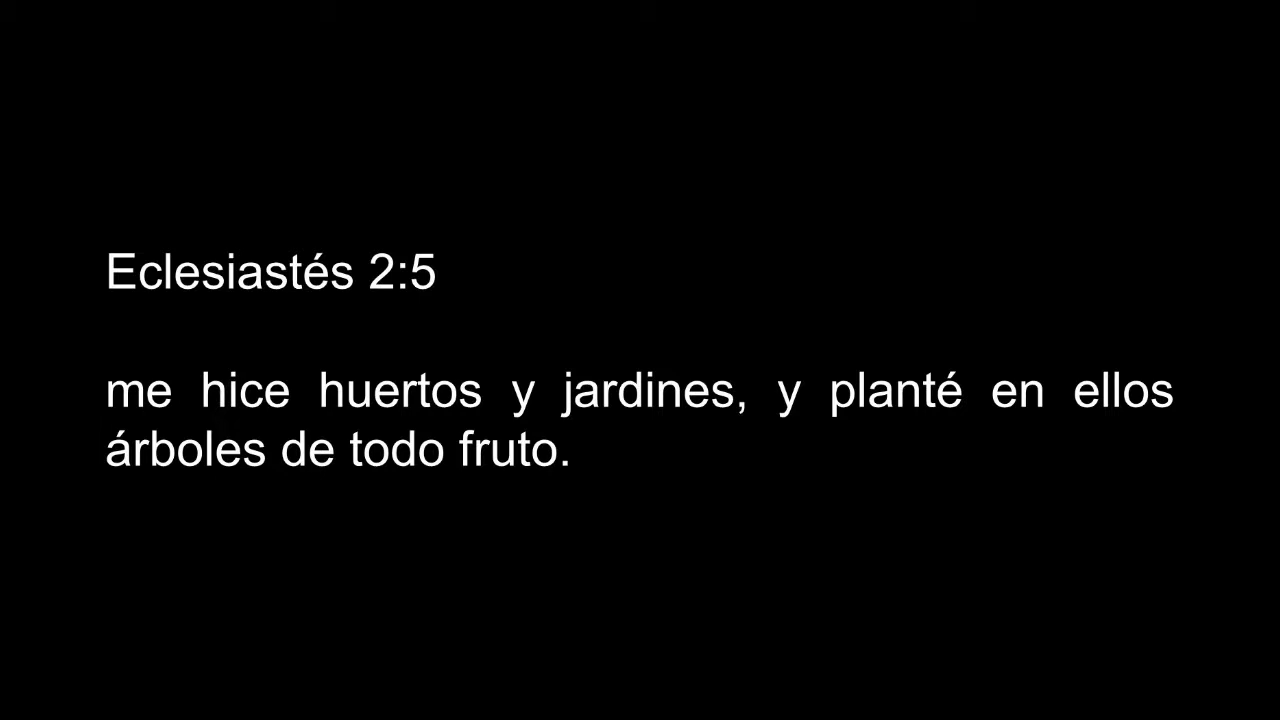 Eclesiastés 2:5
me hice huertos y jardines, y planté en ellos
árboles de todo fruto.